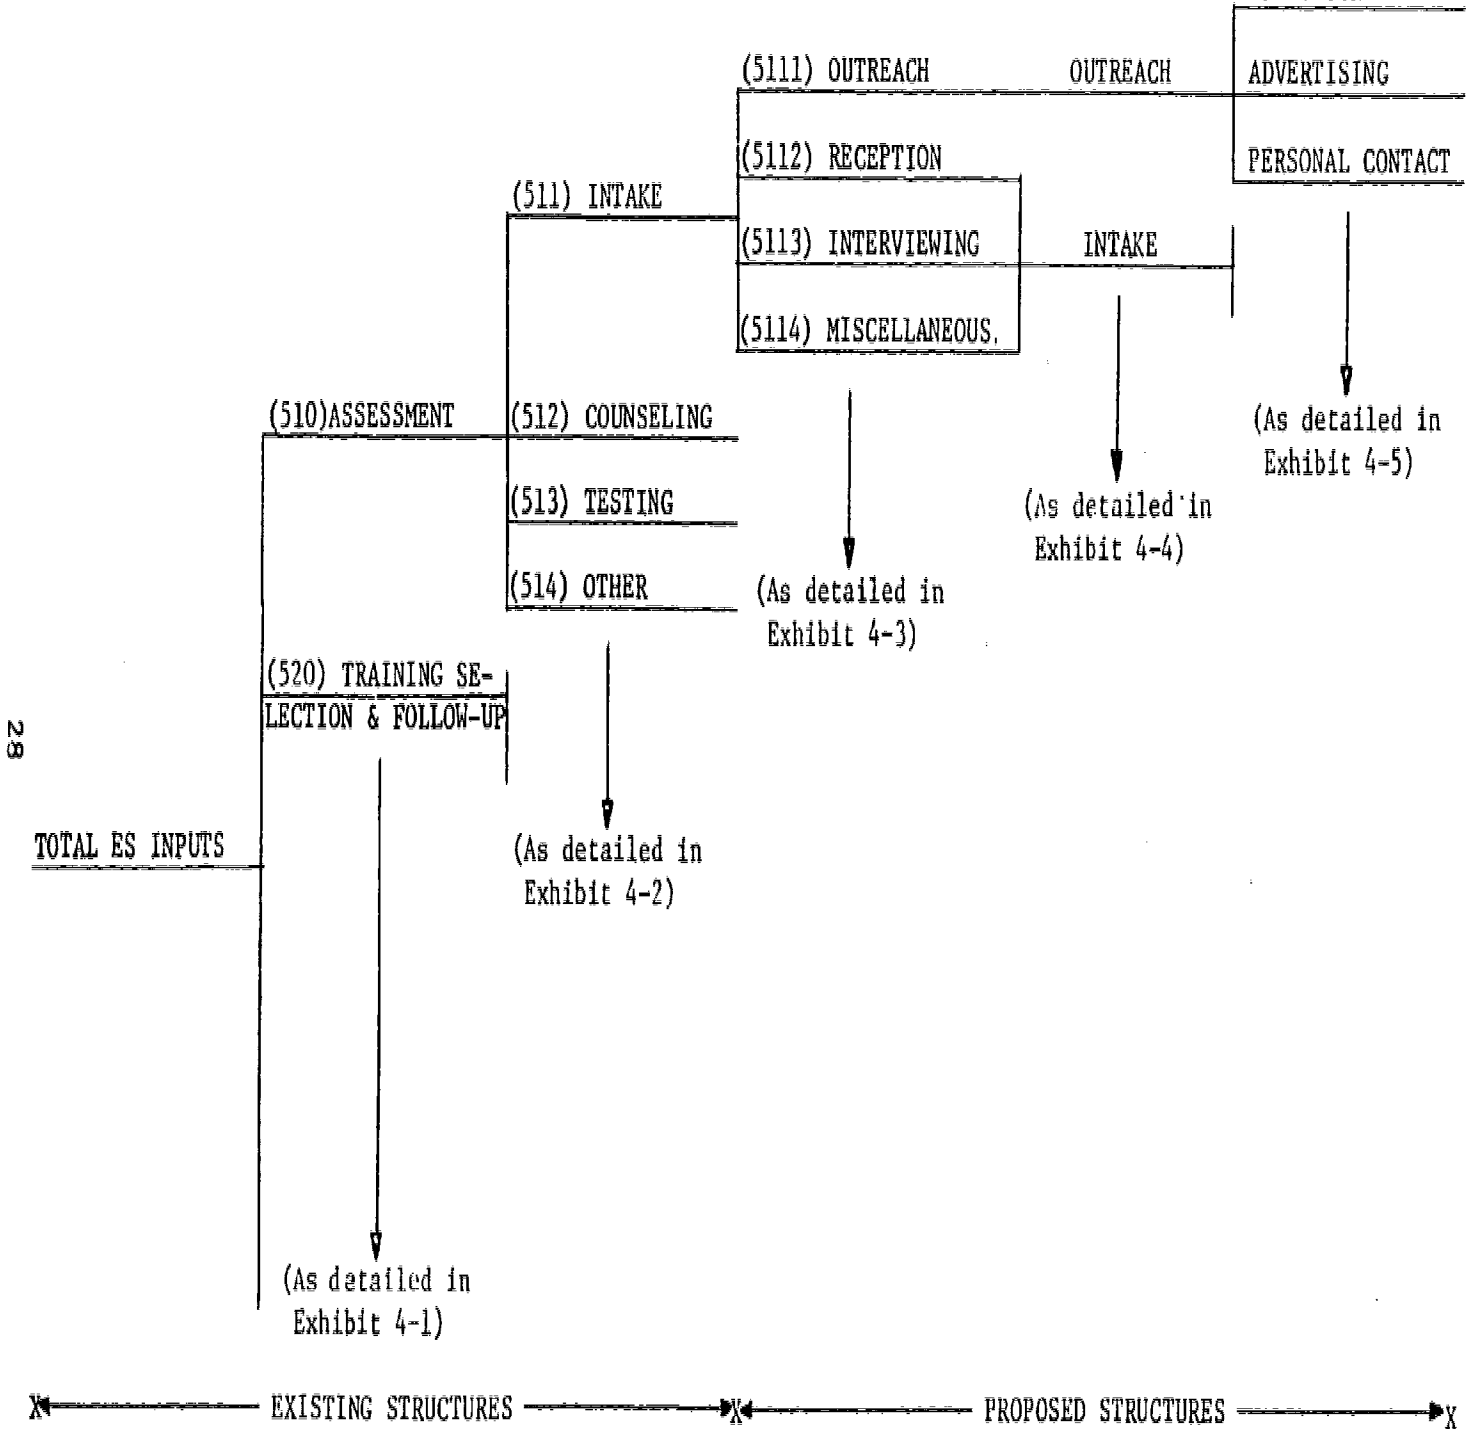 (5111) OUTREACH
OUTREACH
ADVERTISING
(5112) RECEPTION
PERSONAL CONTACT
(511) INTAKE
(5113) INTERVIEWING
INTAKE
(5114) MISCELLANEOUS.
(510)ASSESSMENT
(512) COUNSELING
(As detailed in
Exhibit 4-5)
(513) TESTING
(As detailed in
Exhibit 4-4)
(514) OTHER
(As detailed in
Exhibit 4-3)
(520) TRAINING SE-
LECTION & FOLLOW-UP
28
TOTAL ES INPUTS
(As detailed in
Exhibit 4-2)
(As detailed in
Exhibit 4-1)
X EXISTING STRUCTURES X PROPOSED STRUCTURES X